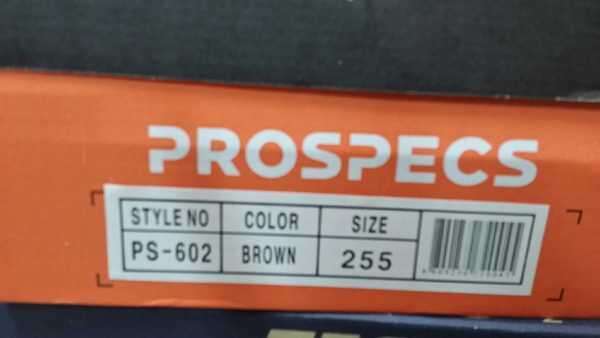 PROSPECS
STYLE NO COLOR SIZE
PS-602 BROWN 255